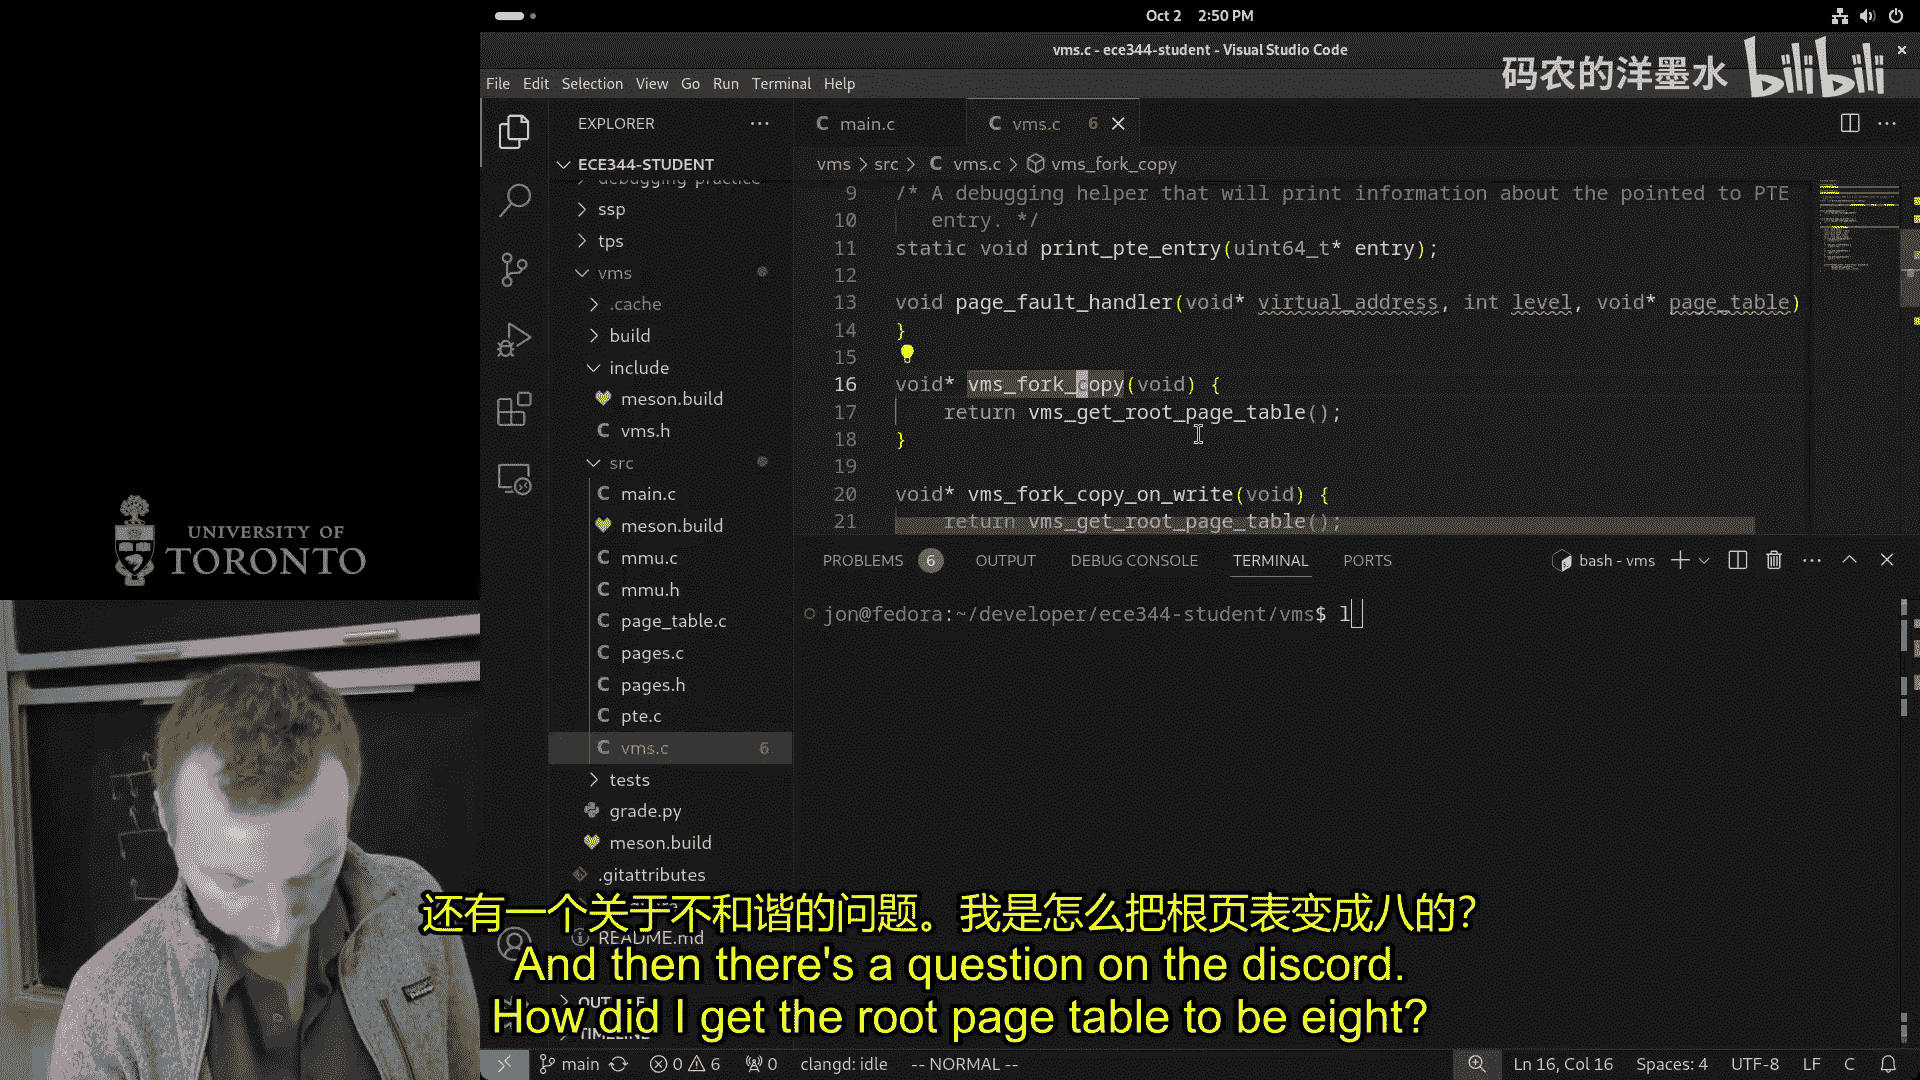 Oct 2 2:50 PM
vms.c - ece344-student - Visual Studio Code
码农的洋墨水 bilibili
File Edit Selection View Go Run Terminal Help
EXPLORER
ECE344-STUDENT
debugging-practice
ssp
tps
vms
.cache
build
include
meson.build
vms.h
src
main.c
meson.build
mmu.c
mmu.h
page_table.c
pages.c
pages.h
pte.c
vms.c 6
tests
grade.py
meson.build
.gitattributes
README.md
TIMELINE
main.c vms.c 6
vms > src > C vms.c > vms_fork_copy
9 /* A debugging helper that will print information about the pointed to PTE
10 entry. */
11 static void print_pte_entry(uint64_t* entry);
12
13 void page_fault_handler(void* virtual_address, int level, void* page_table)
14 }
15
16 void* vms_fork_copy(void) {
17 return vms_get_root_page_table();
18 }
19
20 void* vms_fork_copy_on_write(void) {
21 return vms_get_root_page_table();
PROBLEMS 6 OUTPUT DEBUG CONSOLE TERMINAL PORTS bash - vms
jon@fedora:~/developer/ece344-student/vms$ l
UNIVERSITY OF
TORONTO
还有一个关于不和谐的问题。我是怎么把根页表变成八的?
And then there's a question on the discord.
How did I get the root page table to be eight?
main 0 6 0 clangd: idle -- NORMAL -- Ln 16, Col 16 Spaces: 4 UTF-8 LF C